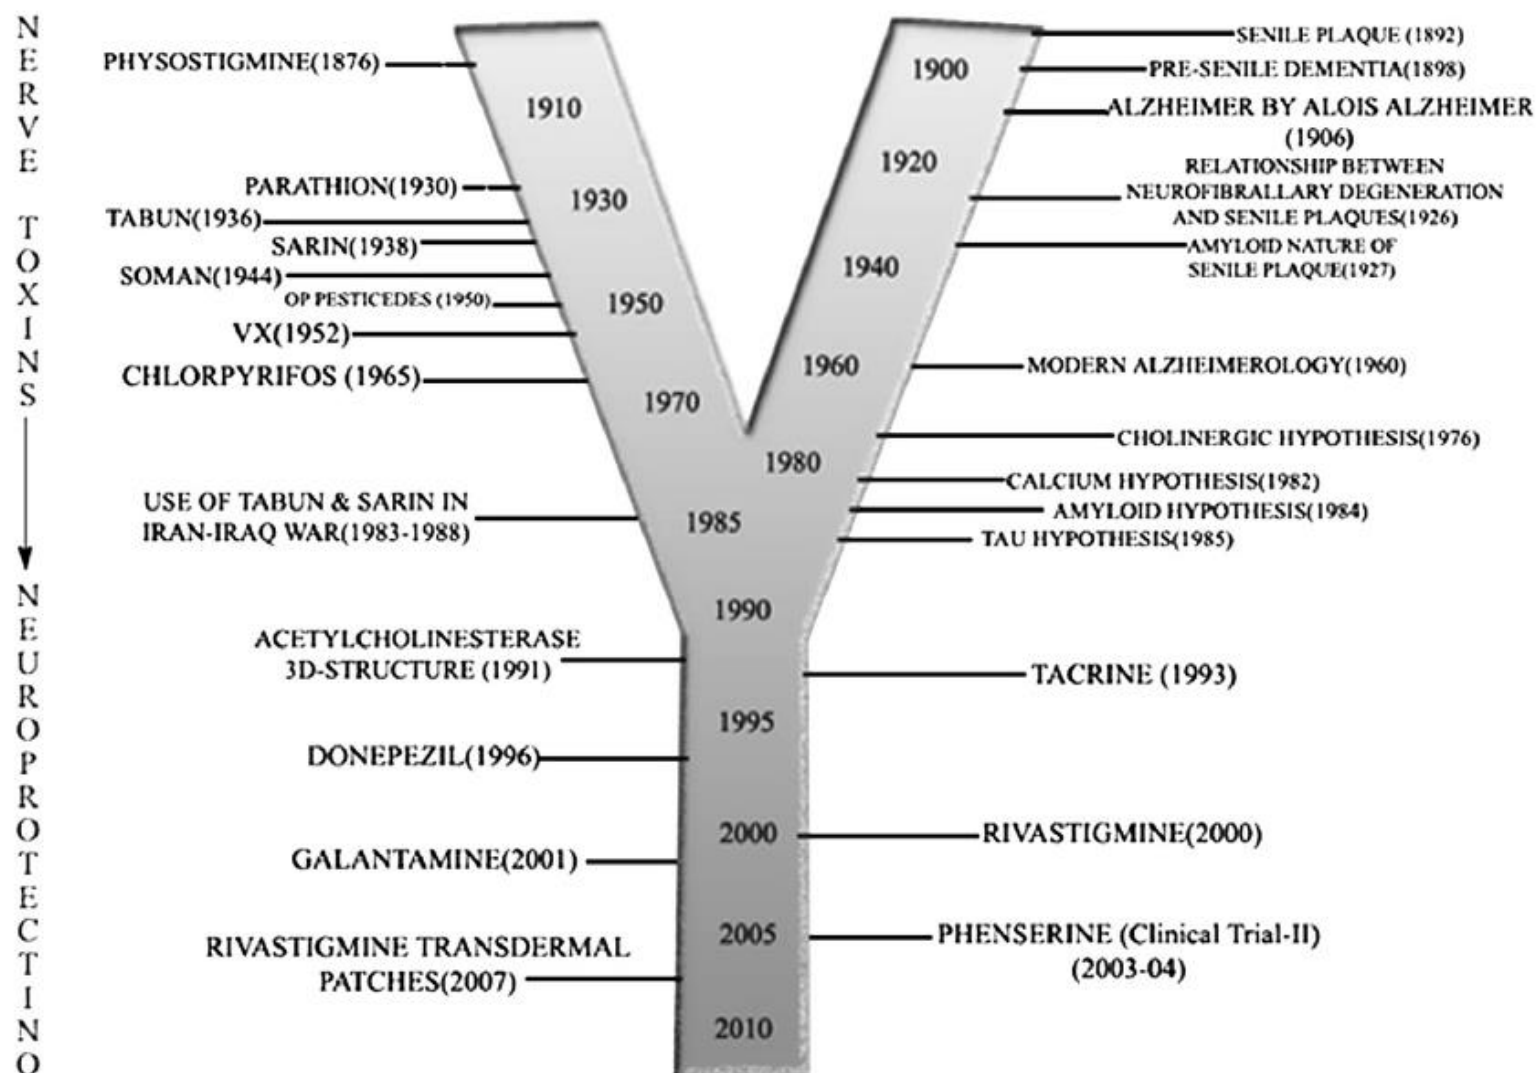 NERVE TOXINS
NEUROPROTECTINO
PHYSOSTIGMINE(1876)
PARATHION(1930)
TABUN(1936)
SARIN(1938)
SOMAN(1944)
OP PESTICEDES (1950)
VX(1952)
CHLORPYRIFOS (1965)
USE OF TABUN & SARIN IN
IRAN-IRAQ WAR(1983-1988)
ACETYLCHOLINESTERASE
3D-STRUCTURE (1991)
DONEPEZIL(1996)
GALANTAMINE(2001)
RIVASTIGMINE TRANSDERMAL
PATCHES(2007)
1910
1930
1950
1970
1985
1990
1995
2000
2005
2010
1900
1920
1940
1960
1980
SENILE PLAQUE (1892)
PRE-SENILE DEMENTIA(1898)
ALZHEIMER BY ALOIS ALZHEIMER
(1906)
RELATIONSHIP BETWEEN
NEUROFIBRALLARY DEGENERATION
AND SENILE PLAQUES(1926)
AMYLOID NATURE OF
SENILE PLAQUE(1927)
MODERN ALZHEIMEROLOGY(1960)
CHOLINERGIC HYPOTHESIS(1976)
CALCIUM HYPOTHESIS(1982)
AMYLOID HYPOTHESIS(1984)
TAU HYPOTHESIS(1985)
TACRINE (1993)
RIVASTIGMINE(2000)
PHENSERINE (Clinical Trial-II)
(2003-04)